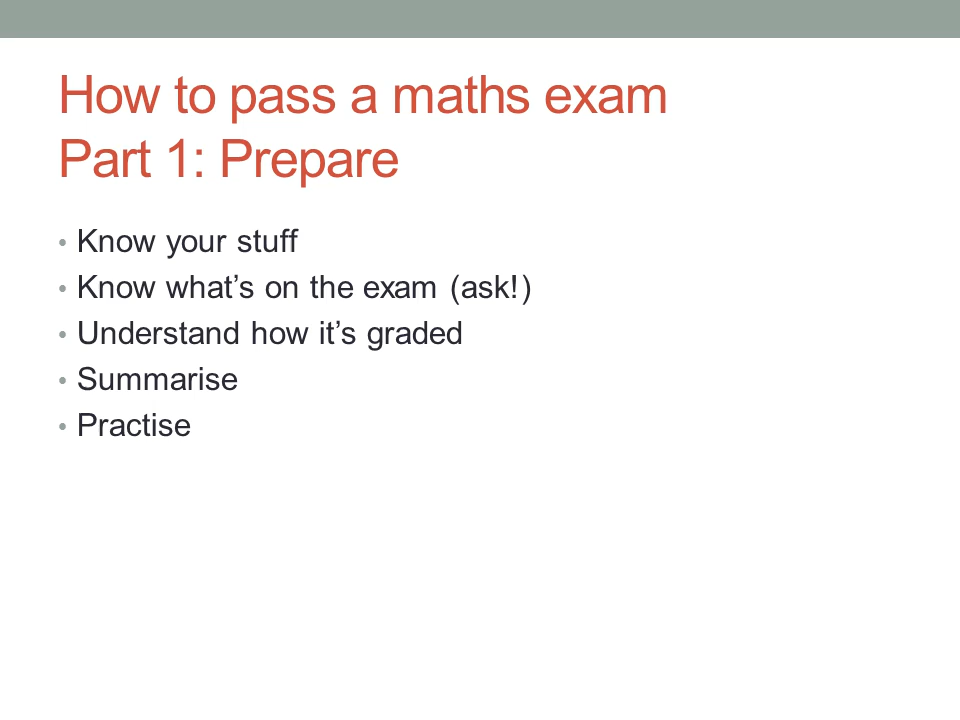 How to pass a maths exam
Part 1: Prepare
• Know your stuff
• Know what’s on the exam (ask!)
• Understand how it’s graded
• Summarise
• Practise